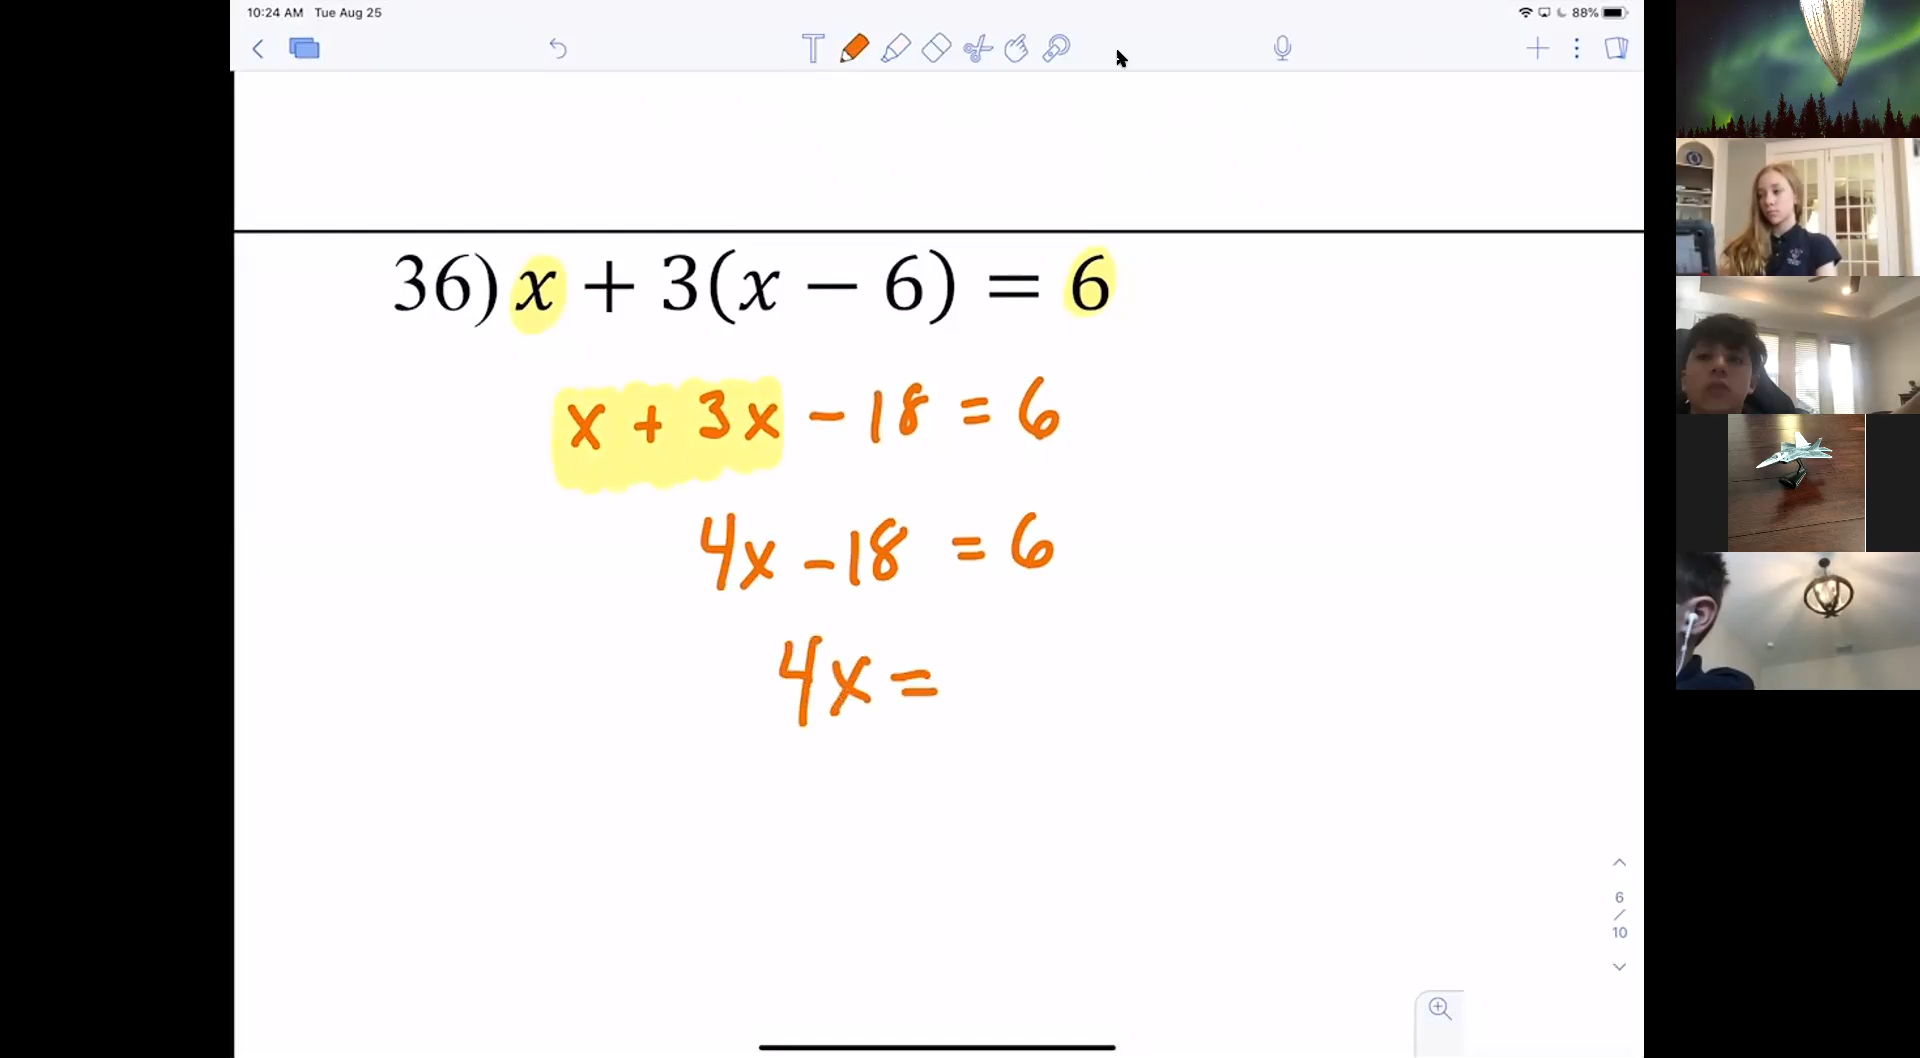 10:24 AM Tue Aug 25
88%
T
36) x + 3(x − 6) = 6
x + 3x - 18 = 6
4x - 18 = 6
4x =
6
/
10